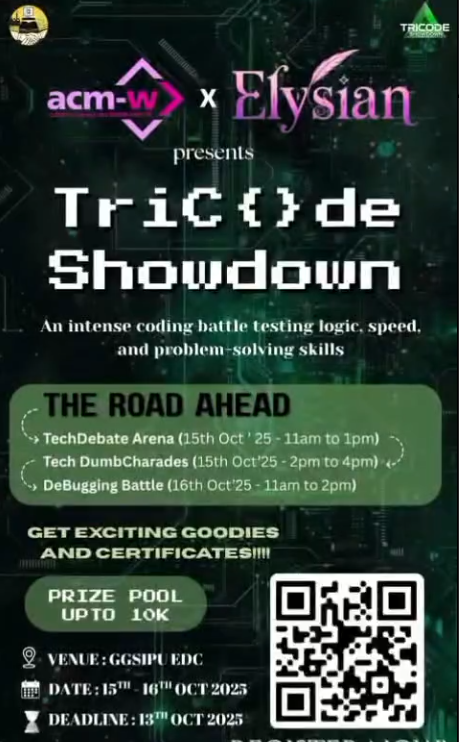 TRICODE
SHOWDOWN
acm-w X Elysian
presents
TriC{}de
Showdown
An intense coding battle testing logic, speed,
and problem-solving skills
THE ROAD AHEAD
TechDebate Arena (15th Oct ' 25 - 11am to 1pm)
Tech DumbCharades (15th Oct'25 - 2pm to 4pm)
DeBugging Battle (16th Oct'25 - 11am to 2pm)
GET EXCITING GOODIES
AND CERTIFICATES!!!!
PRIZE POOL
UPTO 10K
VENUE : GGSIPU EDC
DATE : 15TH - 16TH OCT 2025
DEADLINE : 13TH OCT 2025